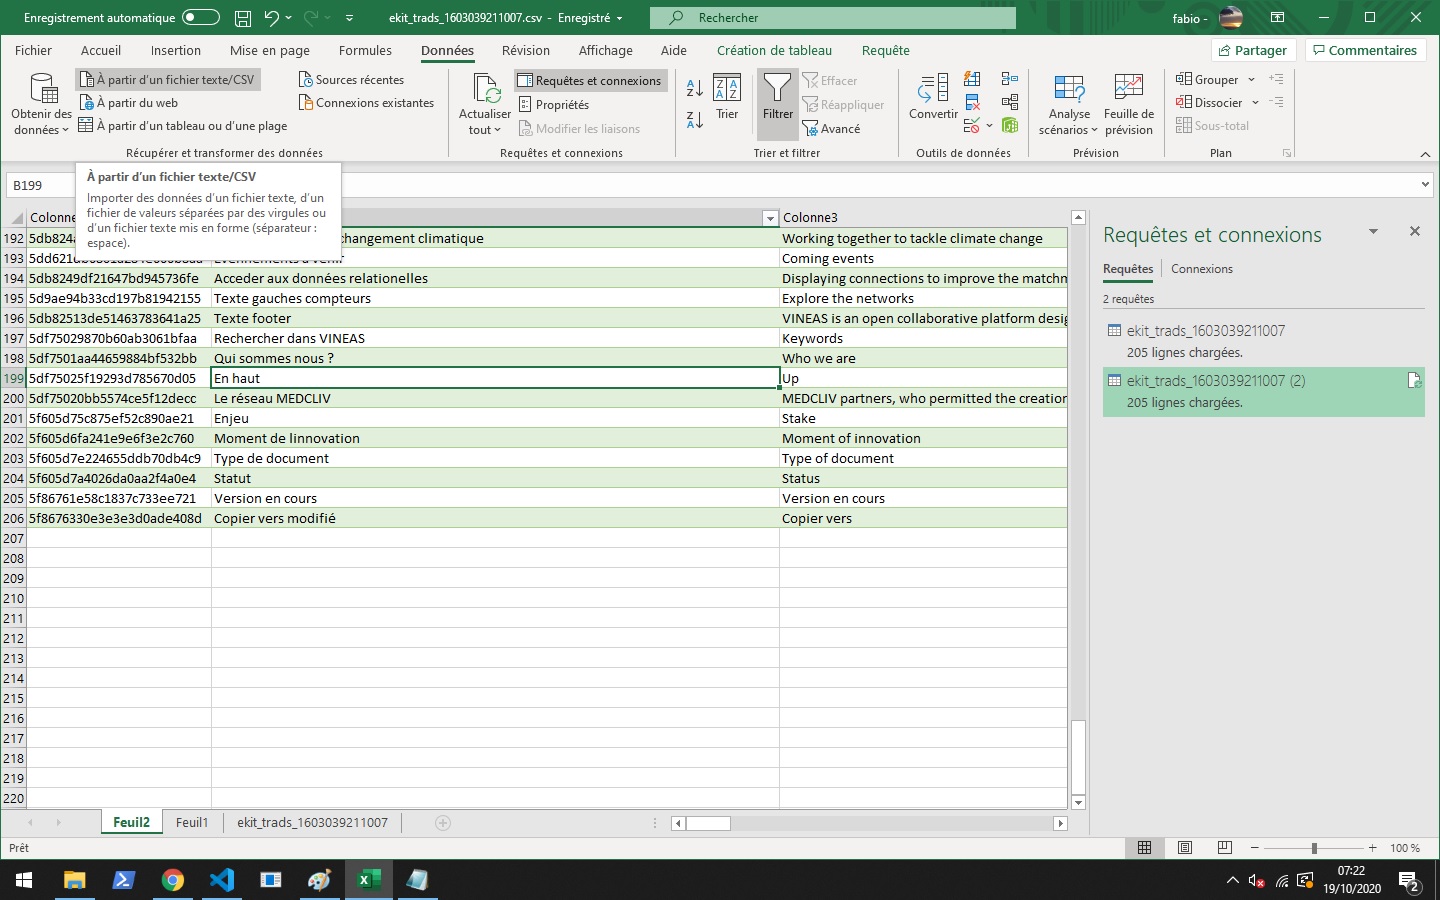 Enregistrement automatique
ekit_trads_1603039211007.csv - Enregistré
Rechercher
fabio -
Fichier Accueil Insertion Mise en page Formules Données Révision Affichage Aide Création de tableau Requête
Partager Commentaires
Obtenir des
données
À partir d'un fichier texte/CSV
À partir du web
À partir d'un tableau ou d'une plage
Sources récentes
Connexions existantes
Récupérer et transformer des données
Actualiser
tout
Requêtes et connexions
Propriétés
Modifier les liaisons
Requêtes et connexions
Trier
Filtrer
Effacer
Réappliquer
Avancé
Trier et filtrer
Convertir
Outils de données
Analyse
scénarios
Feuille de
prévision
Prévision
Grouper
Dissocier
Sous-total
Plan
B199
À partir d'un fichier texte/CSV
Importer des données d'un fichier texte, d'un
fichier de valeurs séparées par des virgules ou
d'un fichier texte mis en forme (séparateur :
espace).
Colonne3
192 changement climatique Working together to tackle climate change
193 Coming events
194 5db8249df21647bd945736fe Acceder aux données relationelles Displaying connections to improve the matchm
195 5d9ae94b33cd197b81942155 Texte gauches compteurs Explore the networks
196 5db82513de51463783641a25 Texte footer VINEAS is an open collaborative platform desig
197 5df75029870b60ab3061bfaa Rechercher dans VINEAS Keywords
198 5df7501aa44659884bf532bb Qui sommes nous ? Who we are
199 5df75025f19293d785670d05 En haut Up
200 5df75020bb5574ce5f12decc Le réseau MEDCLIV MEDCLIV partners, who permitted the creation
201 5f605d75c875ef52c890ae21 Enjeu Stake
202 5f605d6fa241e9e6f3e2c760 Moment de linnovation Moment of innovation
203 5f605d7e224655ddb70db4c9 Type de document Type of document
204 5f605d7a4026da0aa2f4a0e4 Statut Status
205 5f86761e58c1837c733ee721 Version en cours Version en cours
206 5f8676330e3e3e3d0ade408d Copier vers modifié Copier vers
207
208
209
210
211
212
213
214
215
216
217
218
219
220
Requêtes et connexions
Requêtes Connexions
2 requêtes
ekit_trads_1603039211007
205 lignes chargées.
ekit_trads_1603039211007 (2)
205 lignes chargées.
Feuil2 Feuil1 ekit_trads_1603039211007
Prêt
100 %
07:22
19/10/2020
2